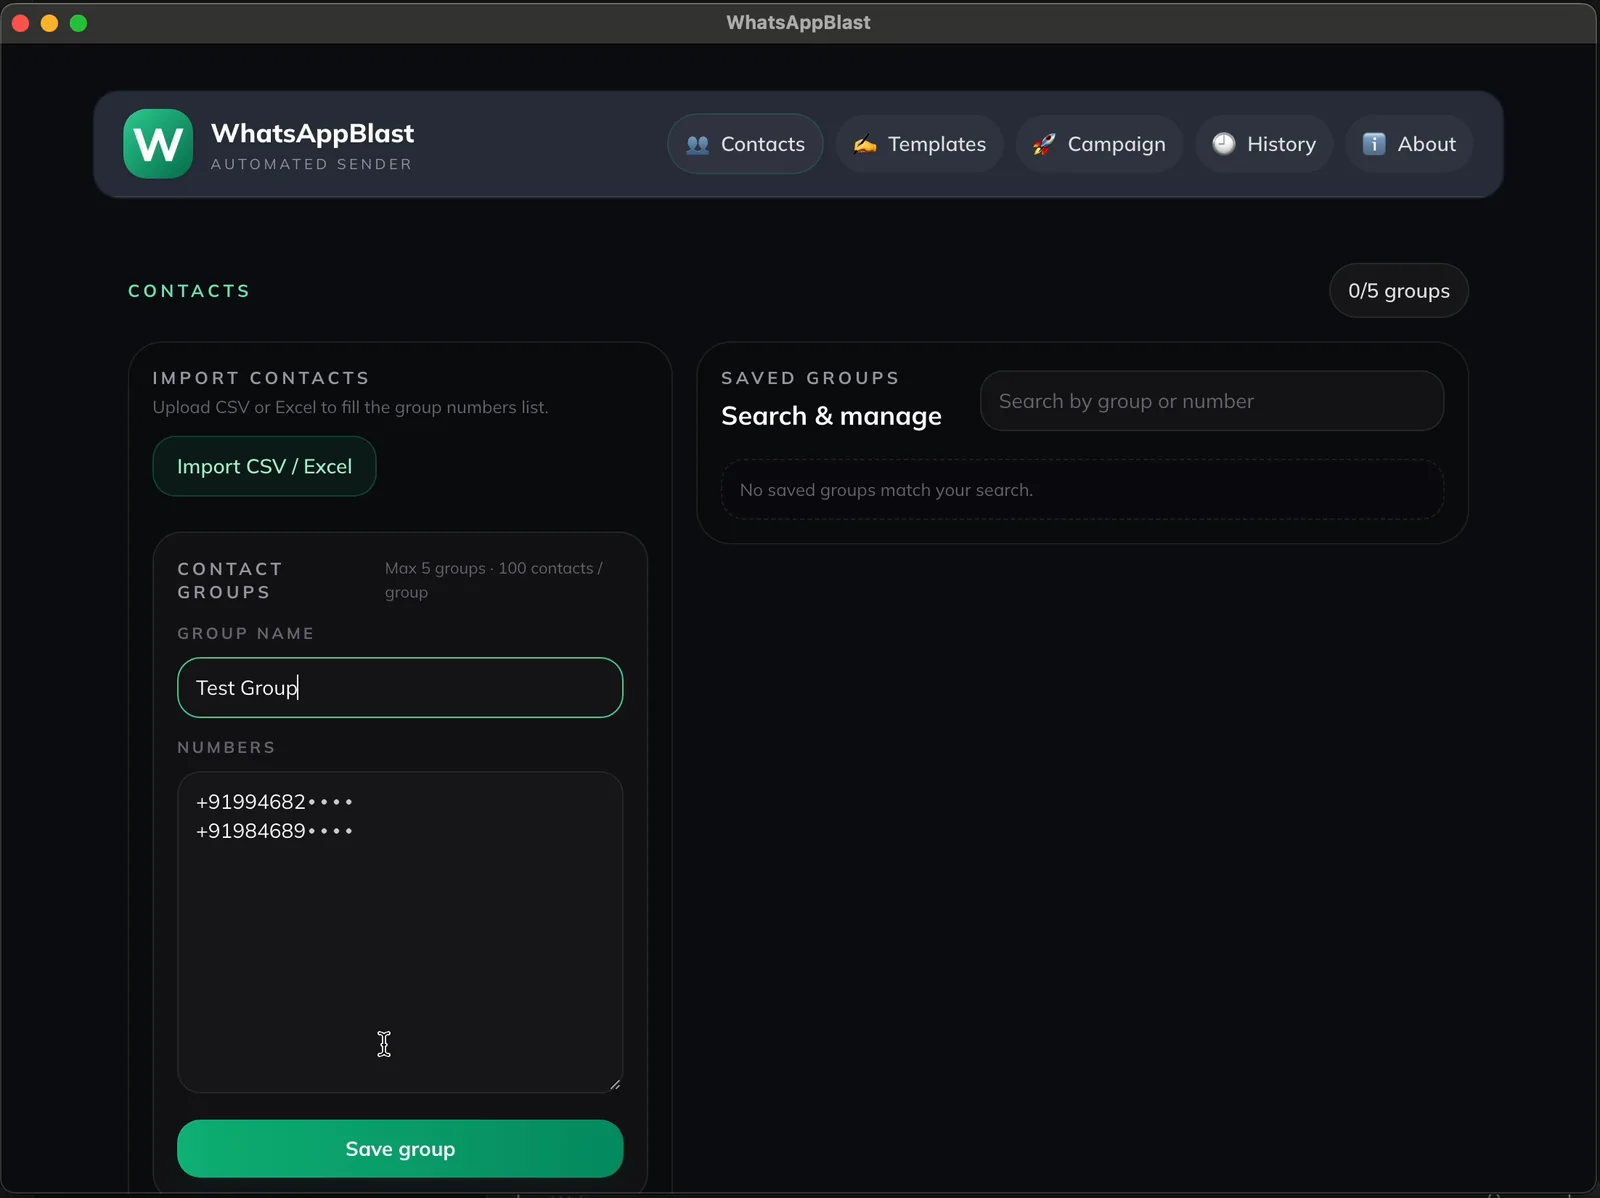 WhatsAppBlast
W
WhatsAppBlast
AUTOMATED SENDER
Contacts
Templates
Campaign
History
About
CONTACTS
0/5 groups
IMPORT CONTACTS
Upload CSV or Excel to fill the group numbers list.
Import CSV / Excel
CONTACT
GROUPS
Max 5 groups · 100 contacts /
group
GROUP NAME
Test Group
NUMBERS
+91994682••••
+91984689••••
Save group
SAVED GROUPS
Search & manage
Search by group or number
No saved groups match your search.